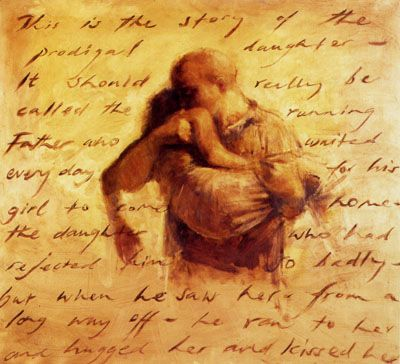 This is the story of the
prodigal daughter -
It should really be
called the running
Father who waited
every day for his
girl to come home -
the daughter who had
rejected him so badly -
but when he saw her - from a
long way off - he ran to her
and hugged her and kissed he